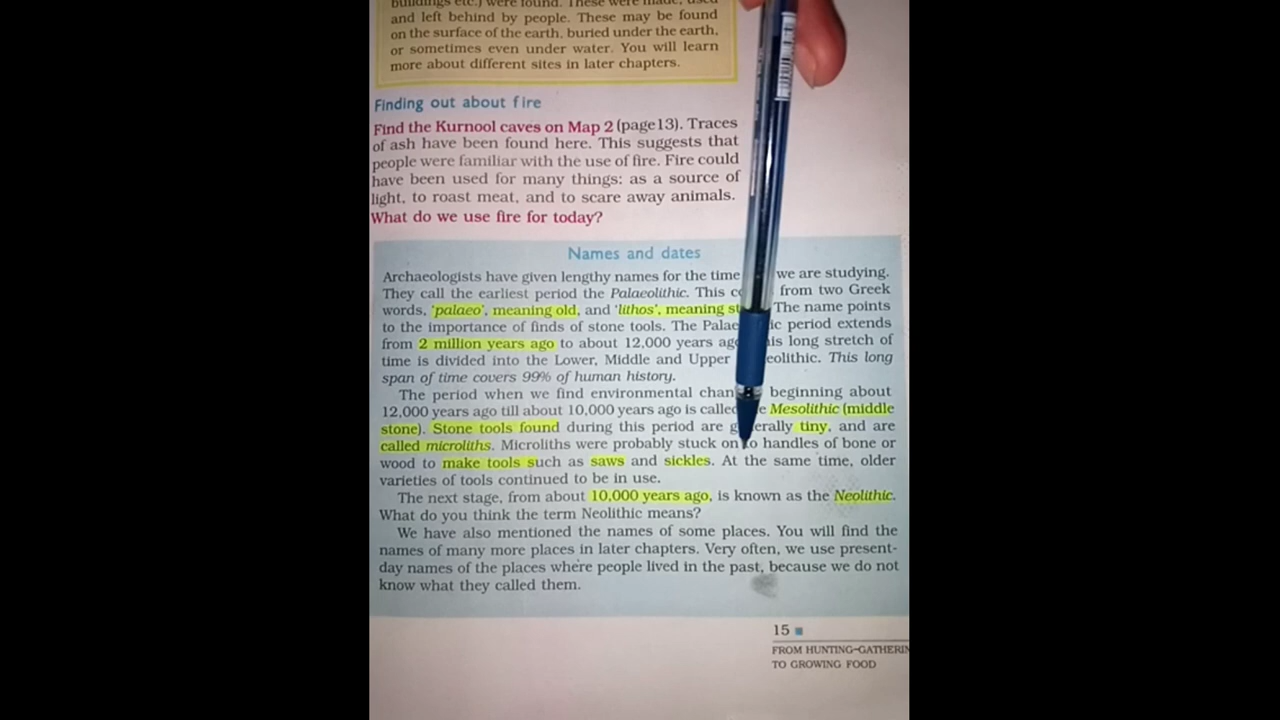 buildings etc.) were found. These were made, used
and left behind by people. These may be found
on the surface of the earth, buried under the earth,
or sometimes even under water. You will learn
more about different sites in later chapters.
Finding out about fire
Find the Kurnool caves on Map 2 (page13). Traces
of ash have been found here. This suggests that
people were familiar with the use of fire. Fire could
have been used for many things: as a source of
light, to roast meat, and to scare away animals.
What do we use fire for today?
Names and dates
Archaeologists have given lengthy names for the time we are studying.
They call the earliest period the Palaeolithic. This from two Greek
words, 'palaeo', meaning old, and 'lithos', meaning The name points
to the importance of finds of stone tools. The period extends
from 2 million years ago to about 12,000 years long stretch of
time is divided into the Lower, Middle and Upper This long
span of time covers 99% of human history.
The period when we find environmental beginning about
12,000 years ago till about 10,000 years ago is called Mesolithic (middle
stone). Stone tools found during this period are tiny, and are
called microliths. Microliths were probably stuck on to handles of bone or
wood to make tools such as saws and sickles. At the same time, older
varieties of tools continued to be in use.
The next stage, from about 10,000 years ago, is known as the Neolithic.
What do you think the term Neolithic means?
We have also mentioned the names of some places. You will find the
names of many more places in later chapters. Very often, we use present-
day names of the places where people lived in the past, because we do not
know what they called them.
15
FROM HUNTING-GATHERIN
TO GROWING FOOD